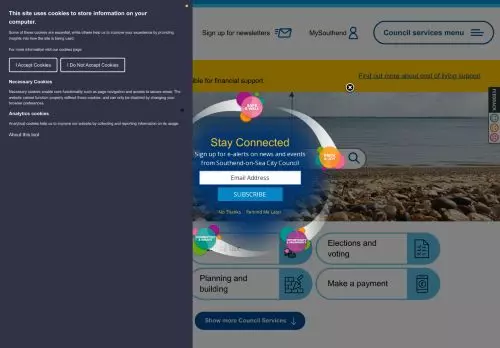 This site uses cookies to store information on your
computer.
Some of these cookies are essential, while others help us to improve your experience by providing
insights into how the site is being used.
For more information visit our cookies page
I Accept Cookies
I Do Not Accept Cookies
Necessary Cookies
Necessary cookies enable core functionality such as page navigation and access to secure areas. The
website cannot function properly without these cookies, and can only be disabled by changing your
browser preferences.
Analytics cookies
Analytical cookies help us to improve our website by collecting and reporting information on its usage.
About this tool
Sign up for newsletters
MySouthend
Council services menu
ible for financial support
Find out more about cost of living support
FEEDBACK
Stay Connected
Sign up for e-alerts on news and events
from Southend-on-Sea City Council
Email Address
SUBSCRIBE
No Thanks
Remind Me Later
Elections and
voting
Planning and
building
Make a payment
Show more Council Services